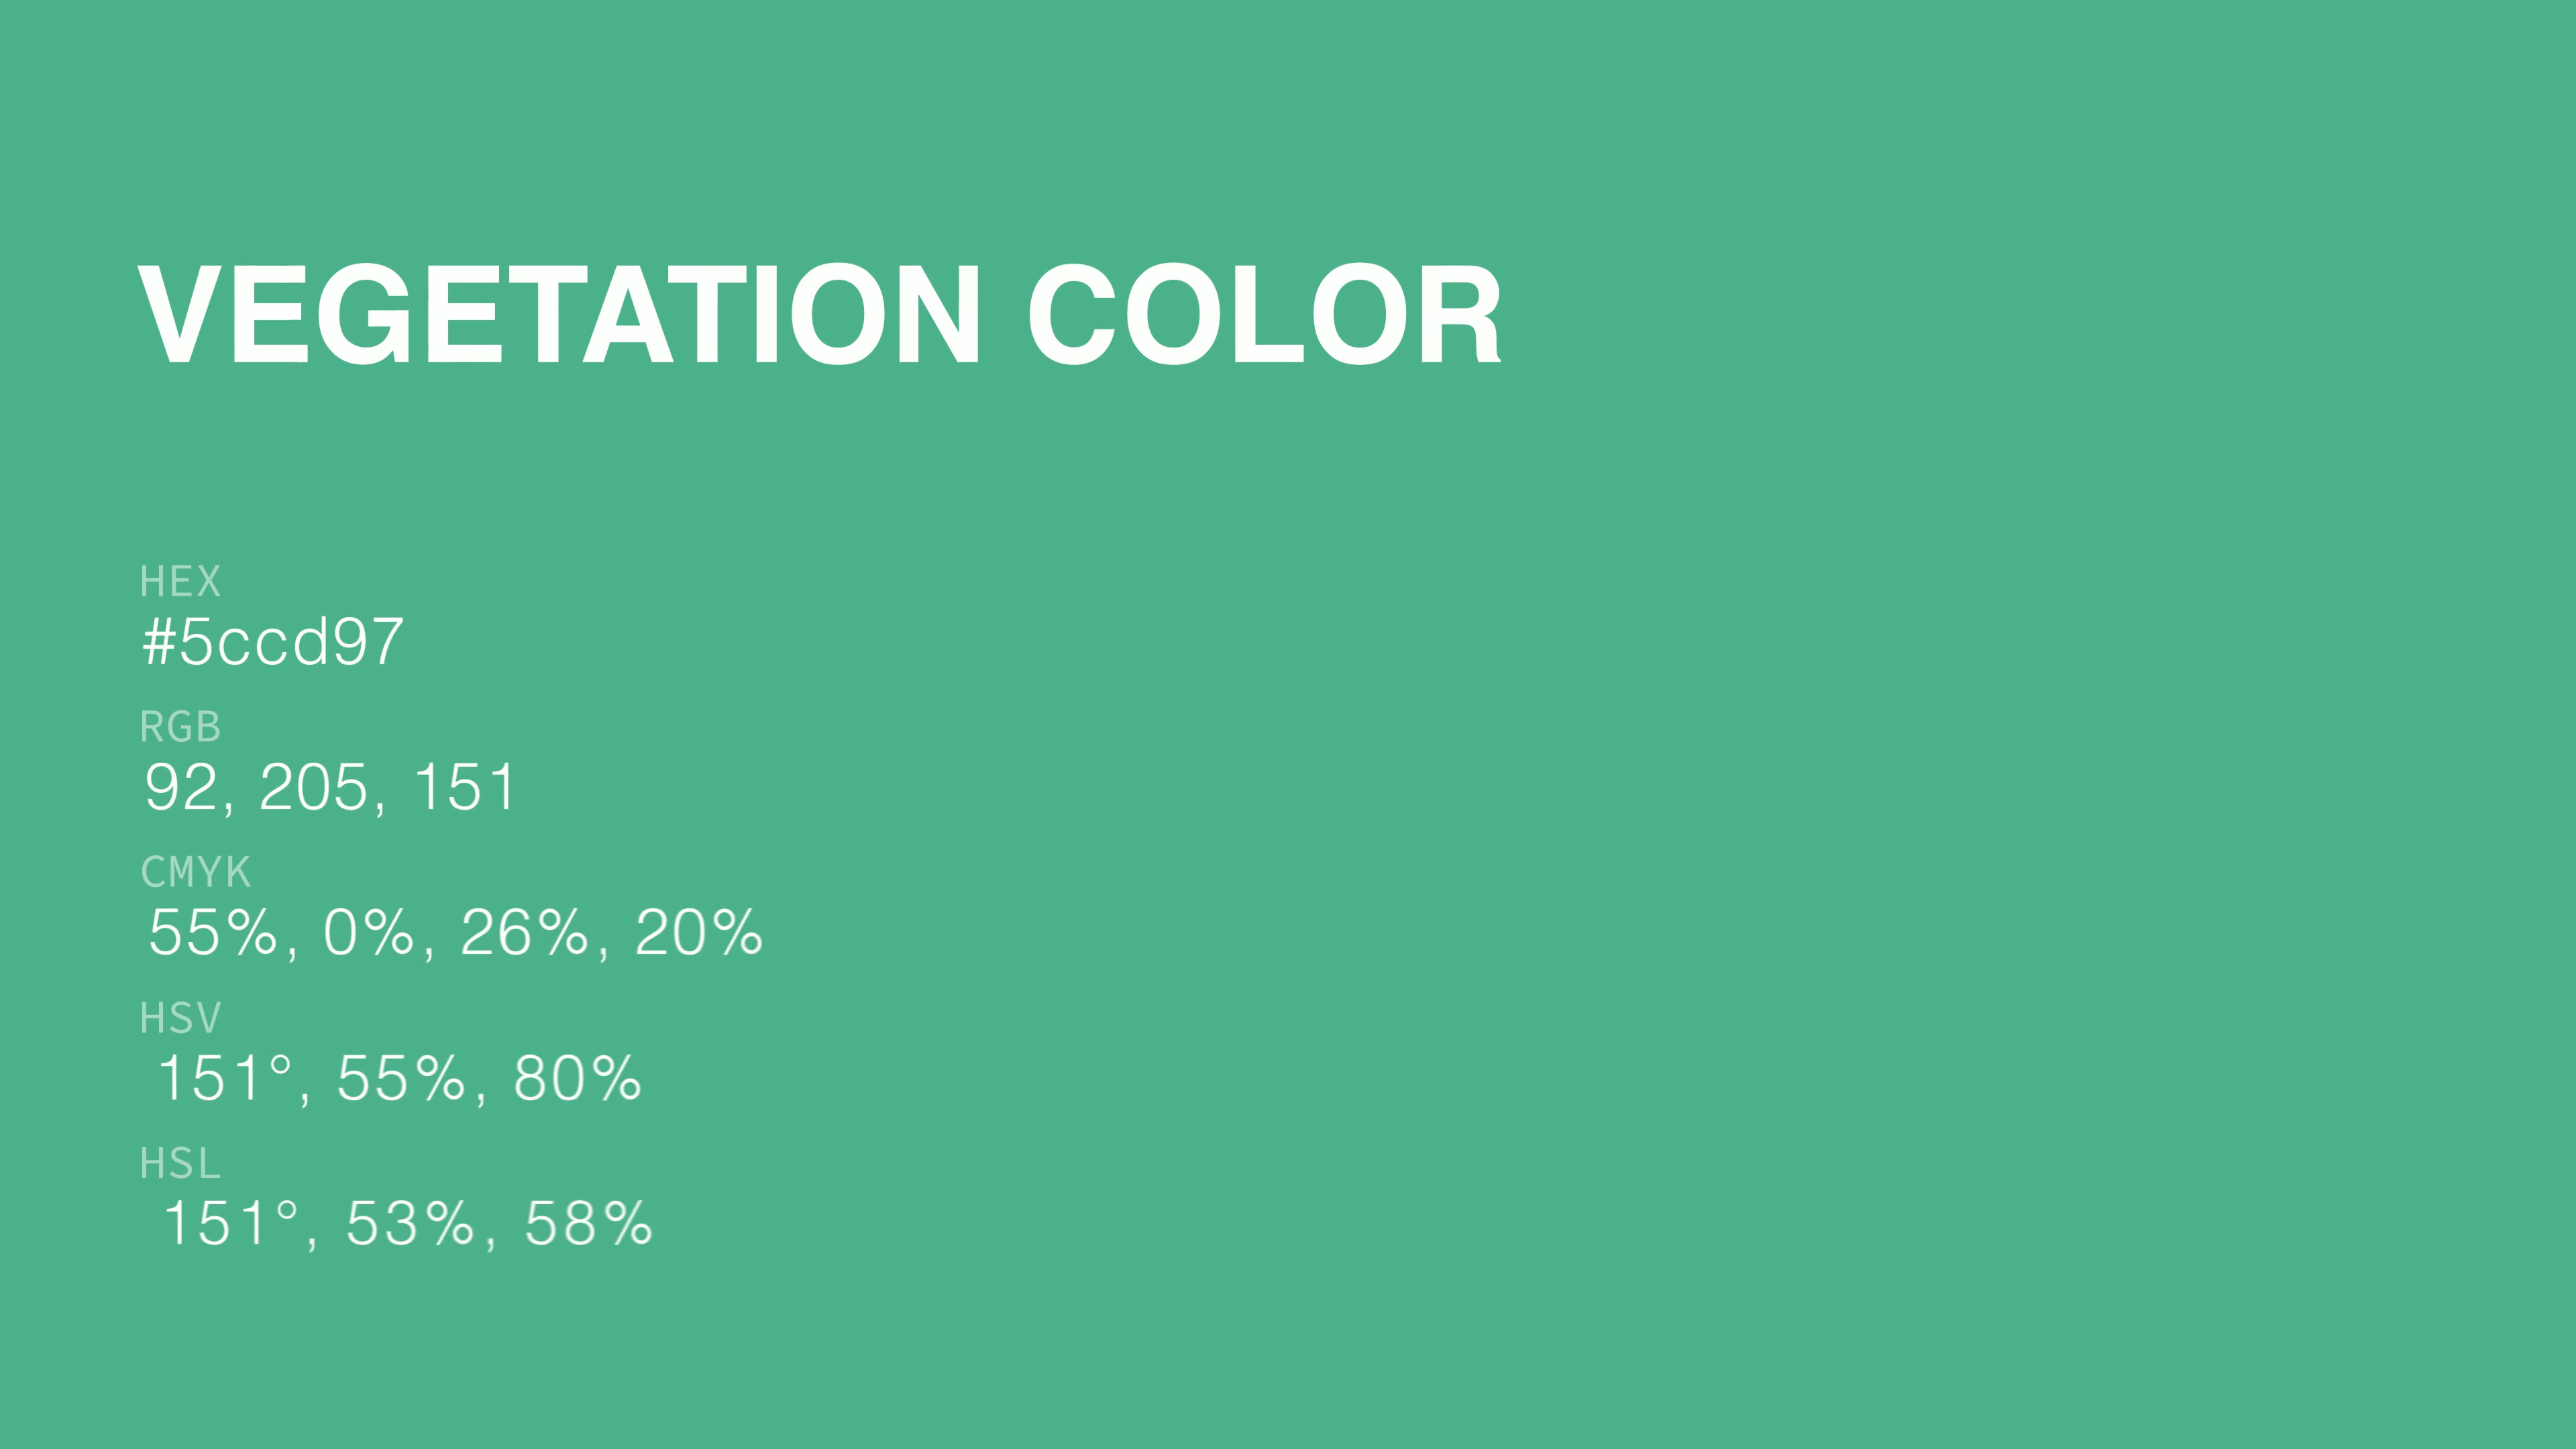 VEGETATION COLOR
HEX
#5ccd97
RGB
92, 205, 151
CMYK
55%, 0%, 26%, 20%
HSV
151°, 55%, 80%
HSL
151°, 53%, 58%